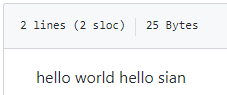 2 lines (2 sloc) 25 Bytes
hello world hello sian